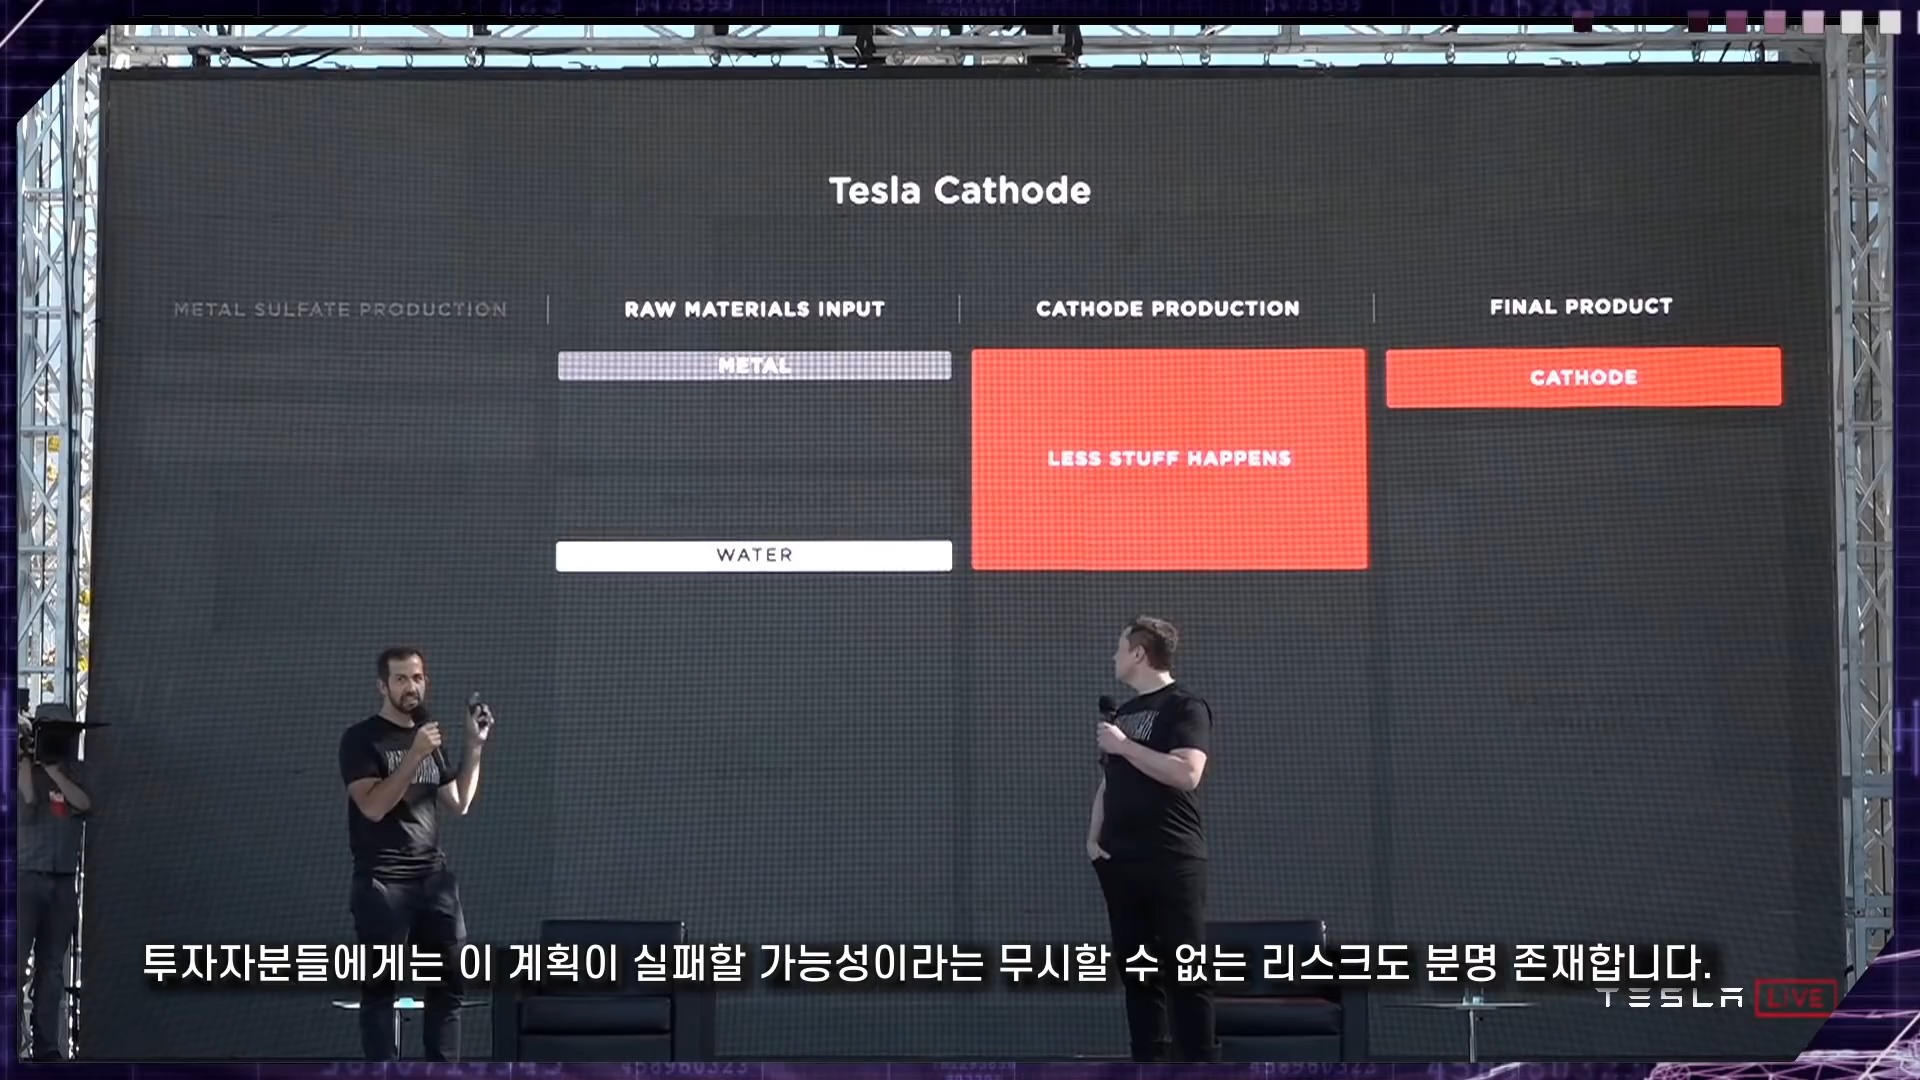 Tesla Cathode
METAL SULFATE PRODUCTION
RAW MATERIALS INPUT
CATHODE PRODUCTION
FINAL PRODUCT
METAL
CATHODE
LESS STUFF HAPPENS
WATER
투자자분들에게는 이 계획이 실패할 가능성이라는 무시할 수 없는 리스크도 분명 존재합니다.
TESLA LIVE